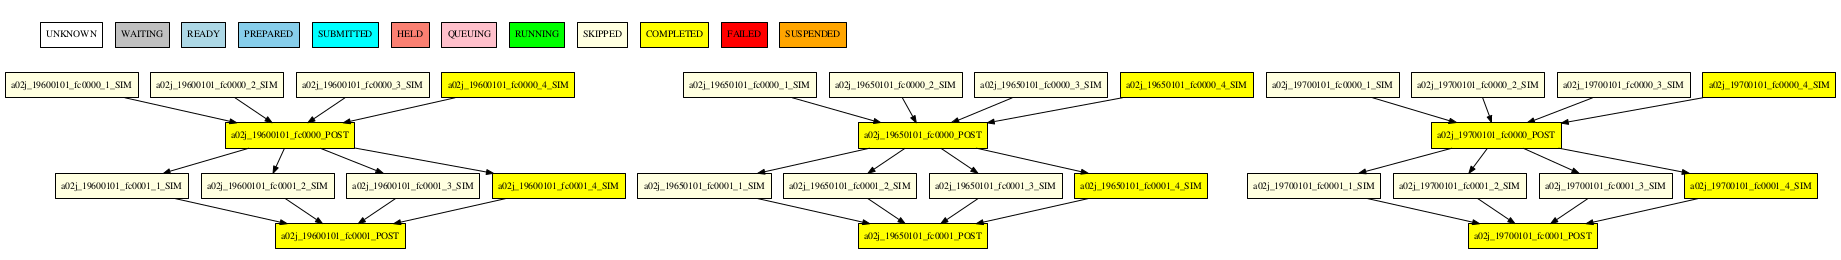 UNKNOWN WAITING READY PREPARED SUBMITTED HELD QUEUING RUNNING SKIPPED COMPLETED FAILED SUSPENDED
a02j_19600101_fc0000_1_SIM a02j_19600101_fc0000_2_SIM a02j_19600101_fc0000_3_SIM a02j_19600101_fc0000_4_SIM a02j_19650101_fc0000_1_SIM a02j_19650101_fc0000_2_SIM a02j_19650101_fc0000_3_SIM a02j_19650101_fc0000_4_SIM a02j_19700101_fc0000_1_SIM a02j_19700101_fc0000_2_SIM a02j_19700101_fc0000_3_SIM a02j_19700101_fc0000_4_SIM
a02j_19600101_fc0000_POST a02j_19650101_fc0000_POST a02j_19700101_fc0000_POST
a02j_19600101_fc0001_1_SIM a02j_19600101_fc0001_2_SIM a02j_19600101_fc0001_3_SIM a02j_19600101_fc0001_4_SIM a02j_19650101_fc0001_1_SIM a02j_19650101_fc0001_2_SIM a02j_19650101_fc0001_3_SIM a02j_19650101_fc0001_4_SIM a02j_19700101_fc0001_1_SIM a02j_19700101_fc0001_2_SIM a02j_19700101_fc0001_3_SIM a02j_19700101_fc0001_4_SIM
a02j_19600101_fc0001_POST a02j_19650101_fc0001_POST a02j_19700101_fc0001_POST